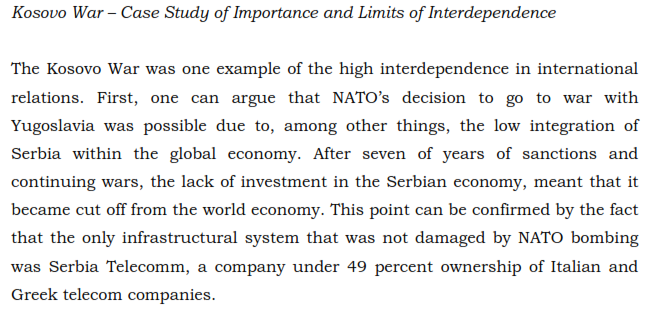 Kosovo War – Case Study of Importance and Limits of Interdependence
The Kosovo War was one example of the high interdependence in international
relations. First, one can argue that NATO's decision to go to war with
Yugoslavia was possible due to, among other things, the low integration of
Serbia within the global economy. After seven of years of sanctions and
continuing wars, the lack of investment in the Serbian economy, meant that it
became cut off from the world economy. This point can be confirmed by the fact
that the only infrastructural system that was not damaged by NATO bombing
was Serbia Telecomm, a company under 49 percent ownership of Italian and
Greek telecom companies.